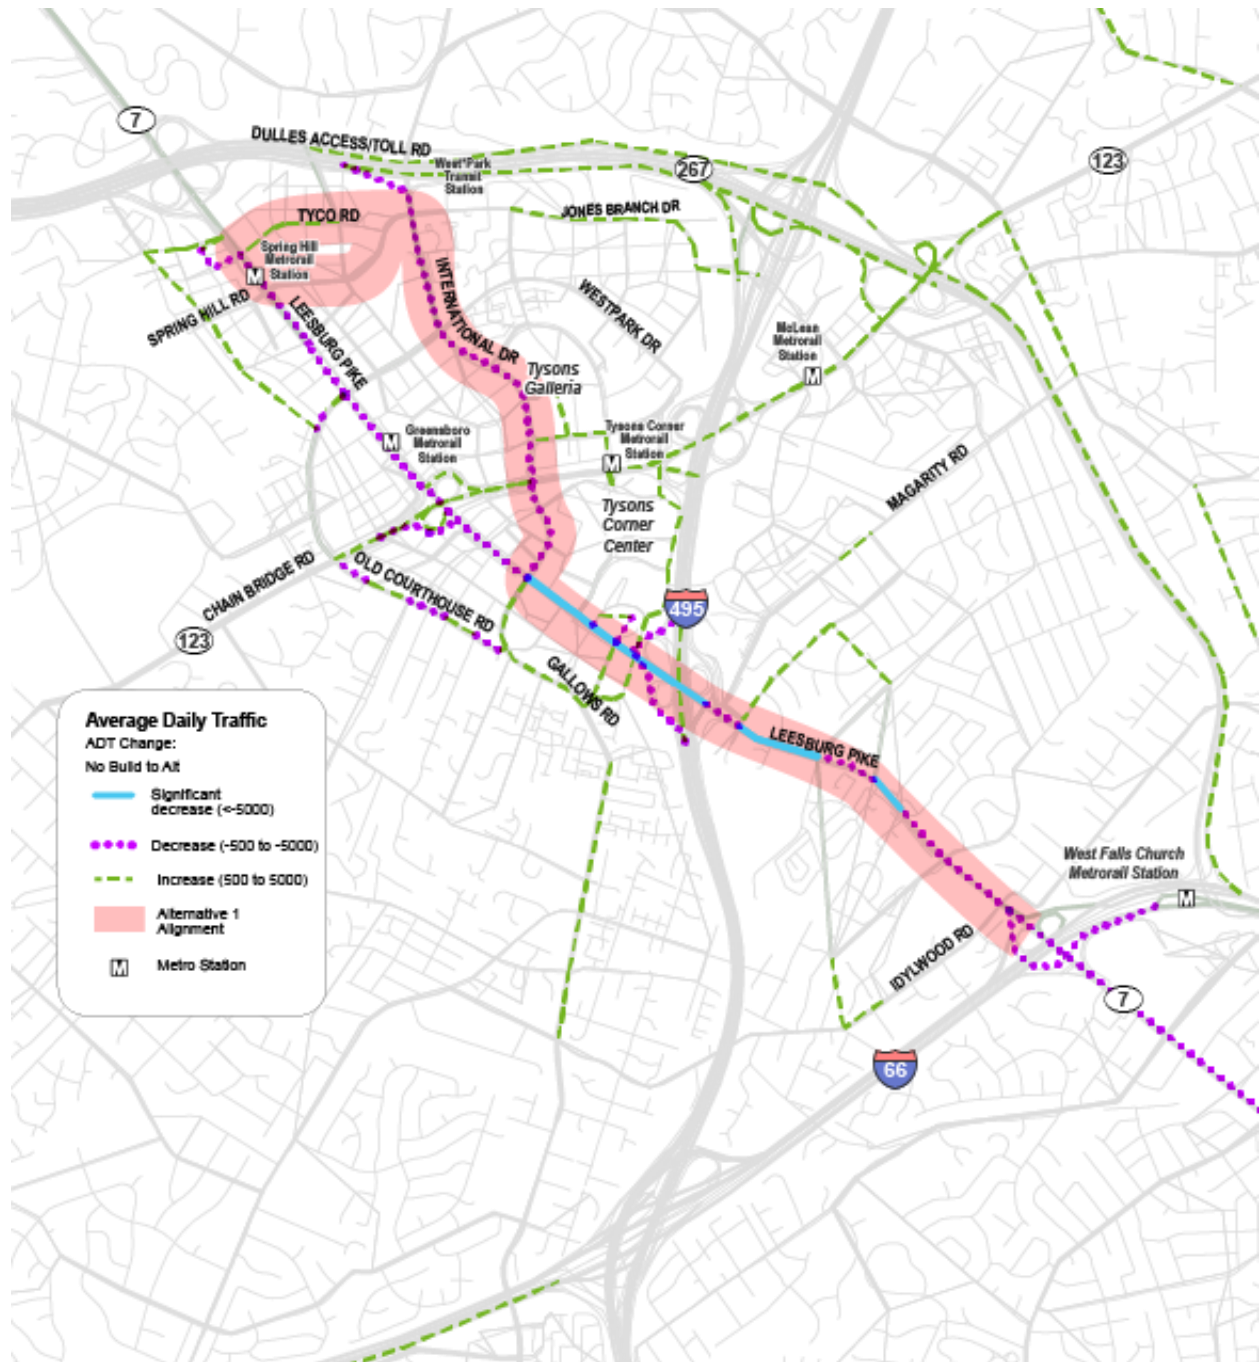 7
DULLES ACCESS/TOLL RD
West*Park
Transit
Station
267
123
TYCO RD
JONES BRANCH DR
Spring Hill
Metrorail
Station
M
SPRING HILL RD
LEESBURG PIKE
INTERNATIONAL DR
WESTPARK DR
McLean
Metrorail
Station
M
Tysons
Galleria
Greensboro
Metrorail
Station
M
Tysons Corner
Metrorail
Station
M
MAGARITY RD
Tysons
Corner
Center
CHAIN BRIDGE RD
OLD COURTHOUSE RD
495
123
GALLOWS RD
LEESBURG PIKE
Average Daily Traffic
ADT Change:
No Build to Alt
Significant
decrease (<-5000)
Decrease (-500 to -5000)
Increase (500 to 5000)
Alternative 1
Alignment
M
Metro Station
West Falls Church
Metrorail Station
M
IDYLWOOD RD
7
66